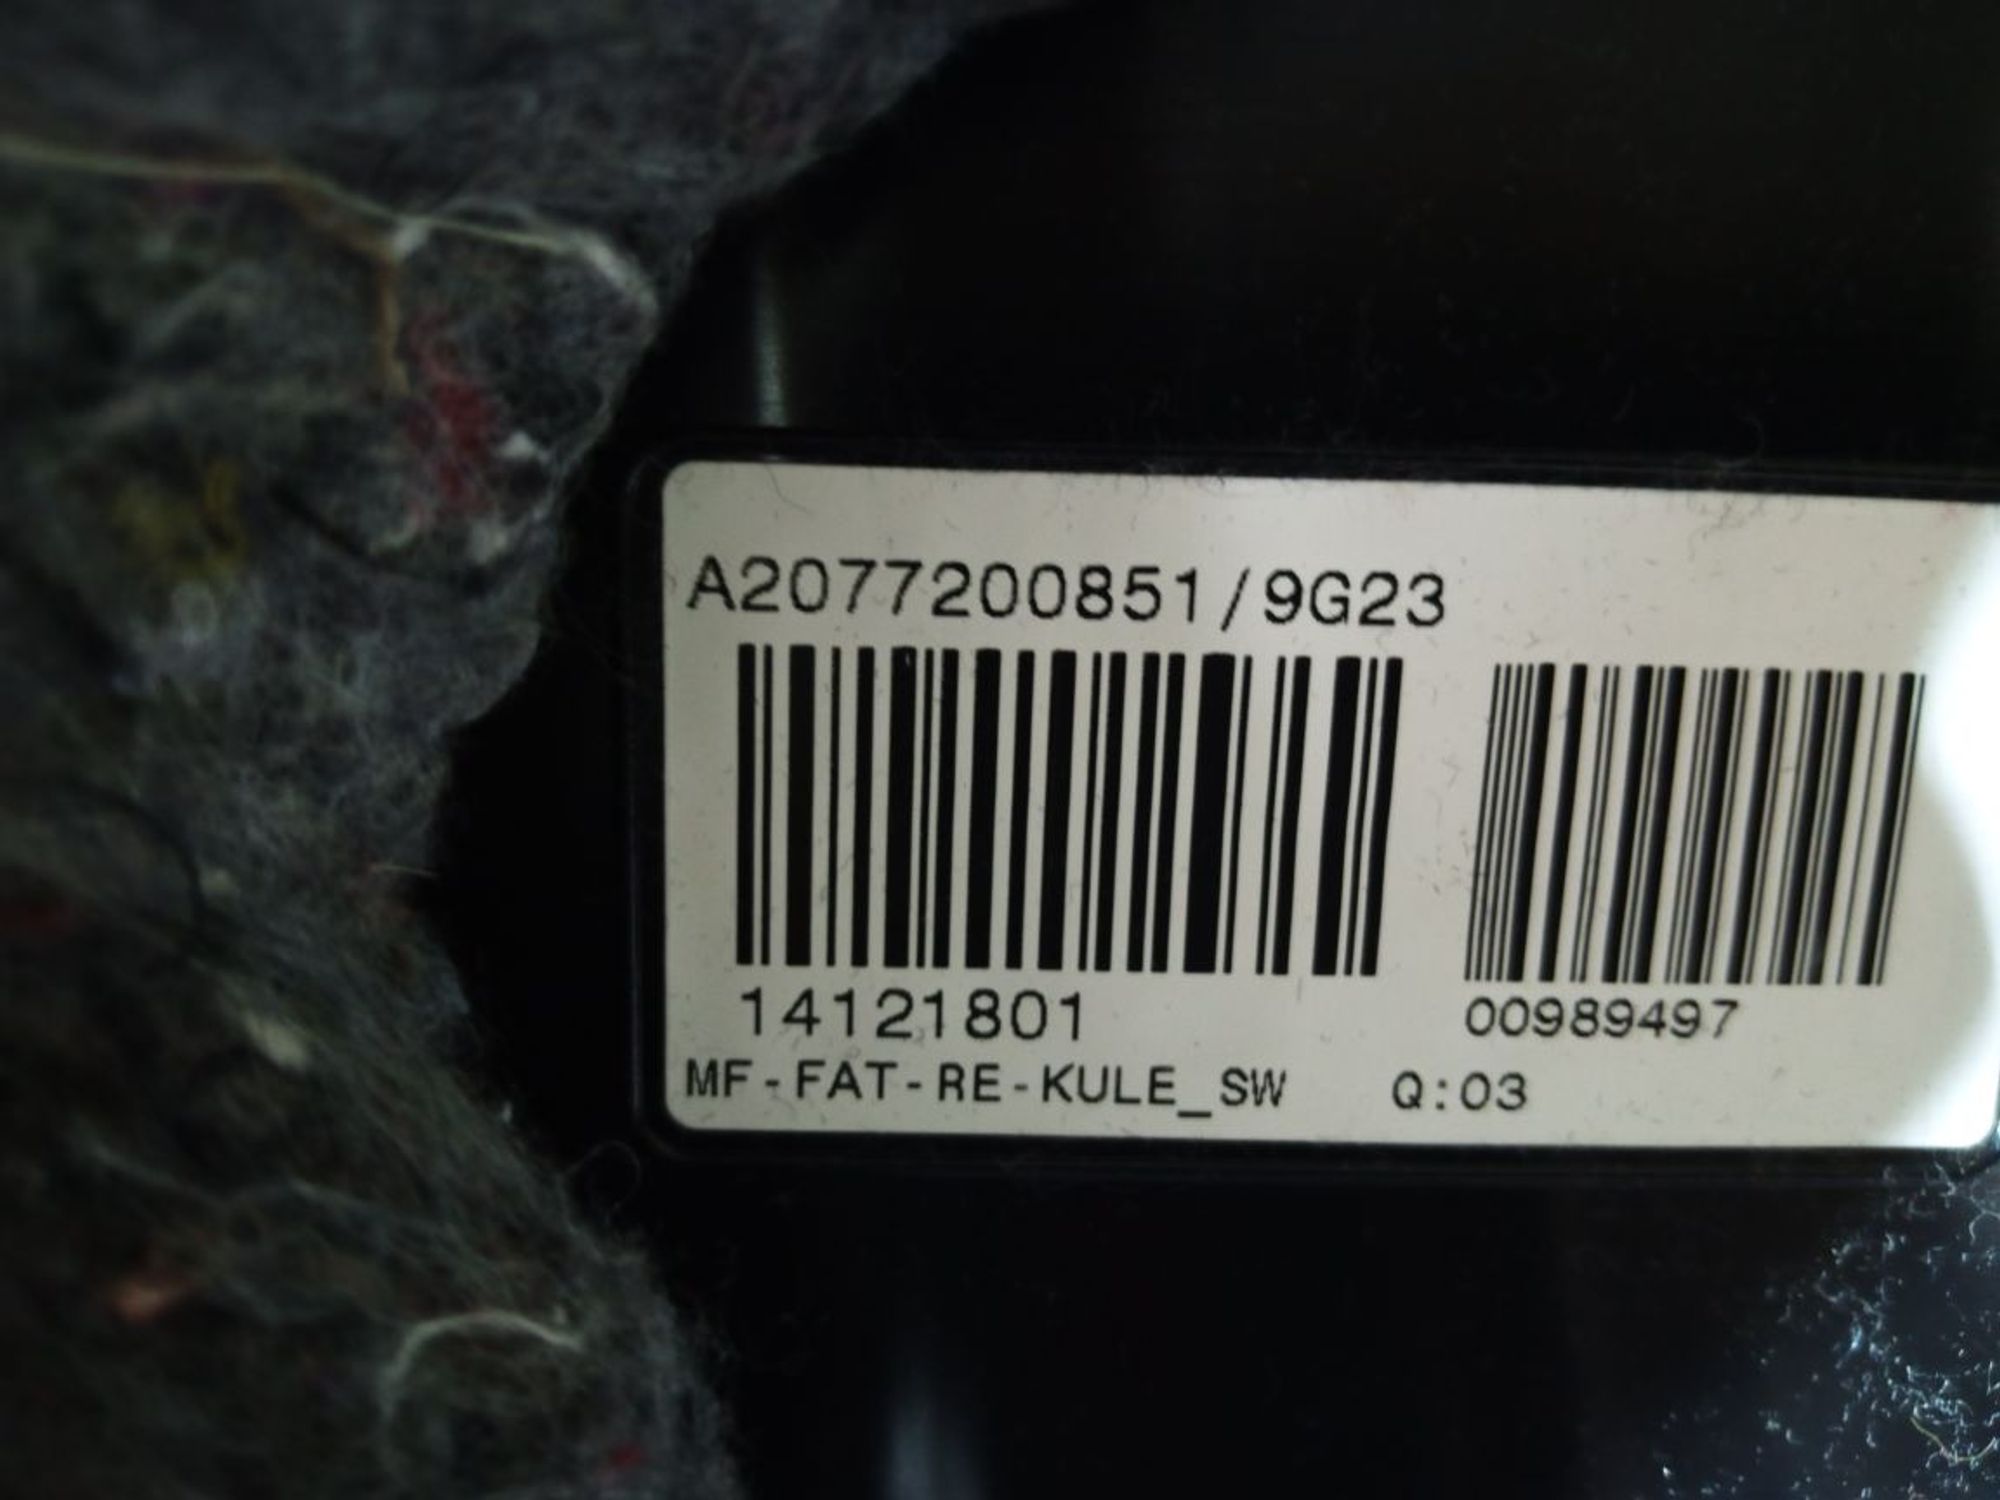 A2077200851/9G23
14121801 00989497
MF-FAT-RE-KULE_SW Q:03